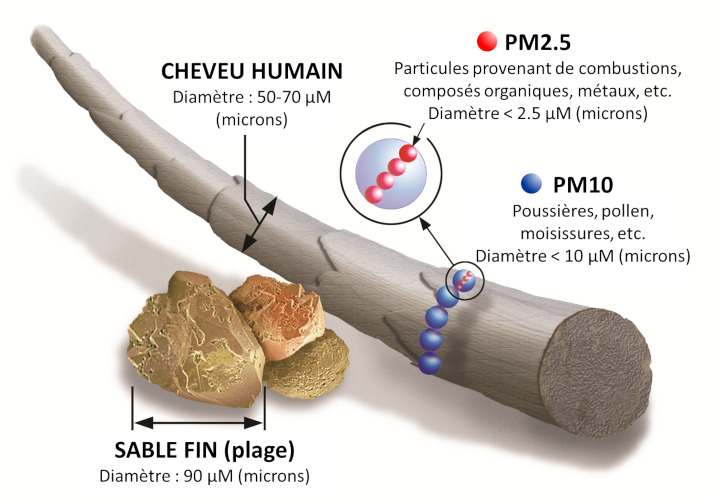 PM2.5
Particules provenant de combustions,
composés organiques, métaux, etc.
Diamètre < 2.5 µM (microns)
CHEVEU HUMAIN
Diamètre : 50-70 µM
(microns)
PM10
Poussières, pollen,
moisissures, etc.
Diamètre < 10 µM (microns)
SABLE FIN (plage)
Diamètre : 90 µM (microns)